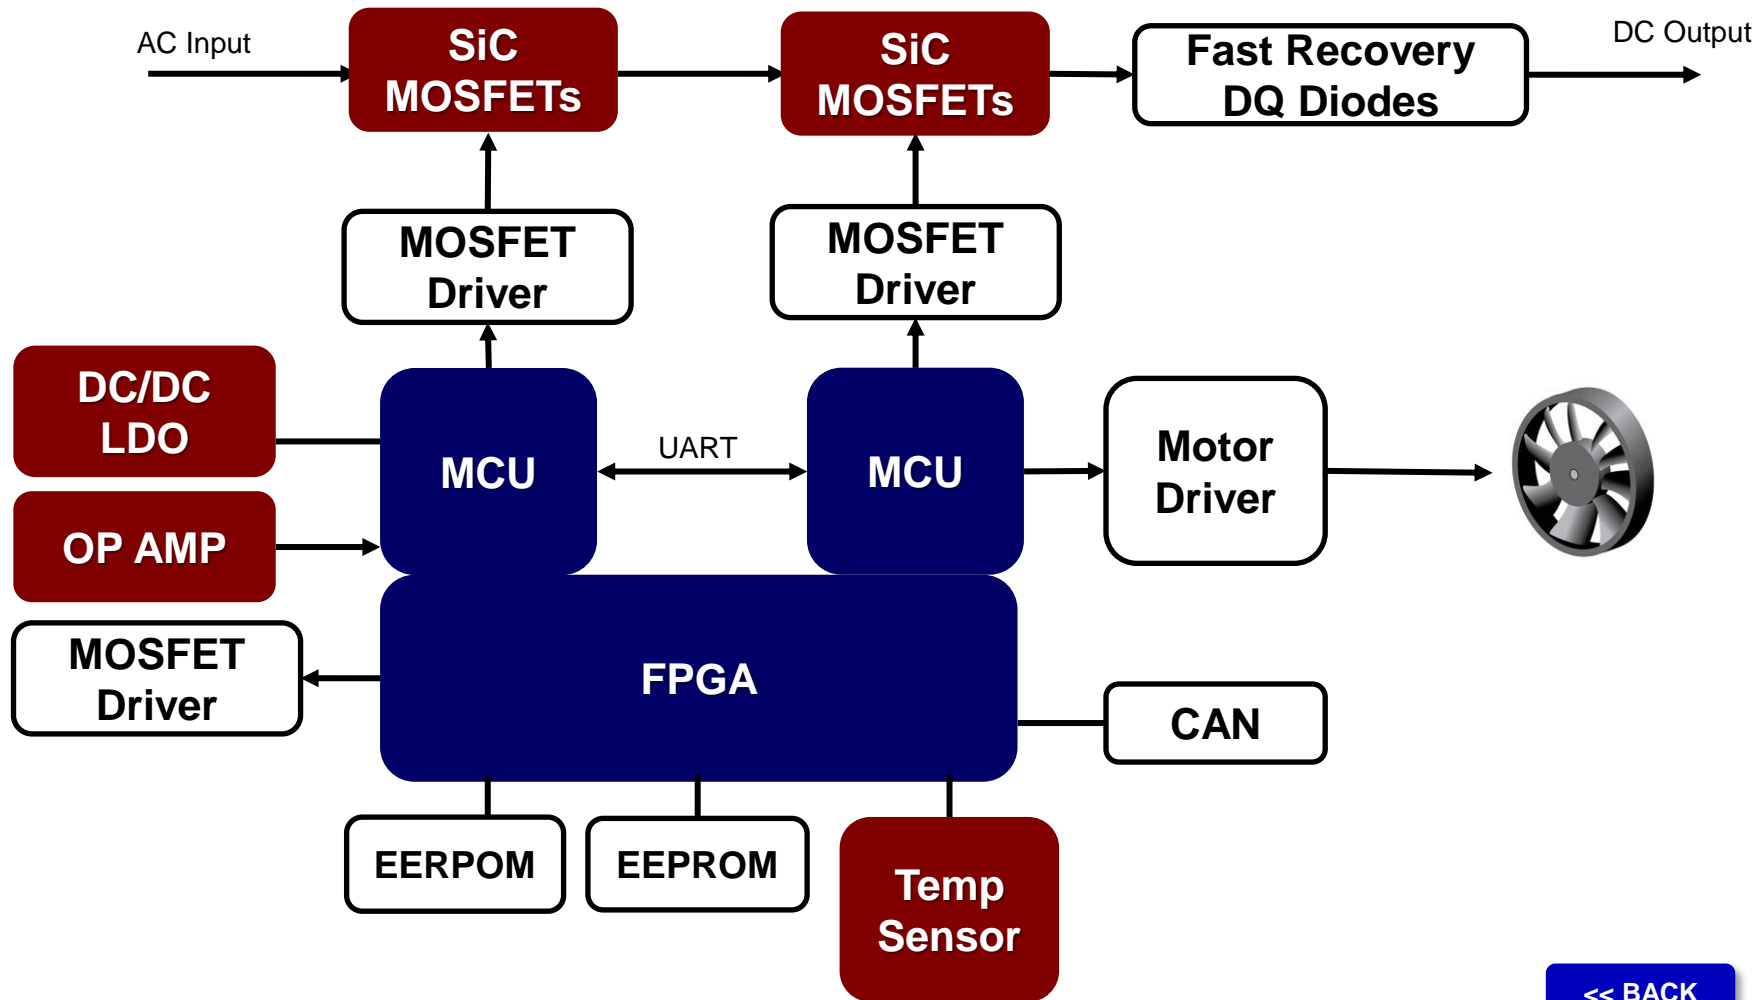 AC Input
SiC
MOSFETs
SiC
MOSFETs
Fast Recovery
DQ Diodes
DC Output
MOSFET
Driver
MOSFET
Driver
DC/DC
LDO
MCU
UART
MCU
Motor
Driver
OP AMP
MOSFET
Driver
FPGA
CAN
EERPOM
EEPROM
Temp
Sensor
<< BACK